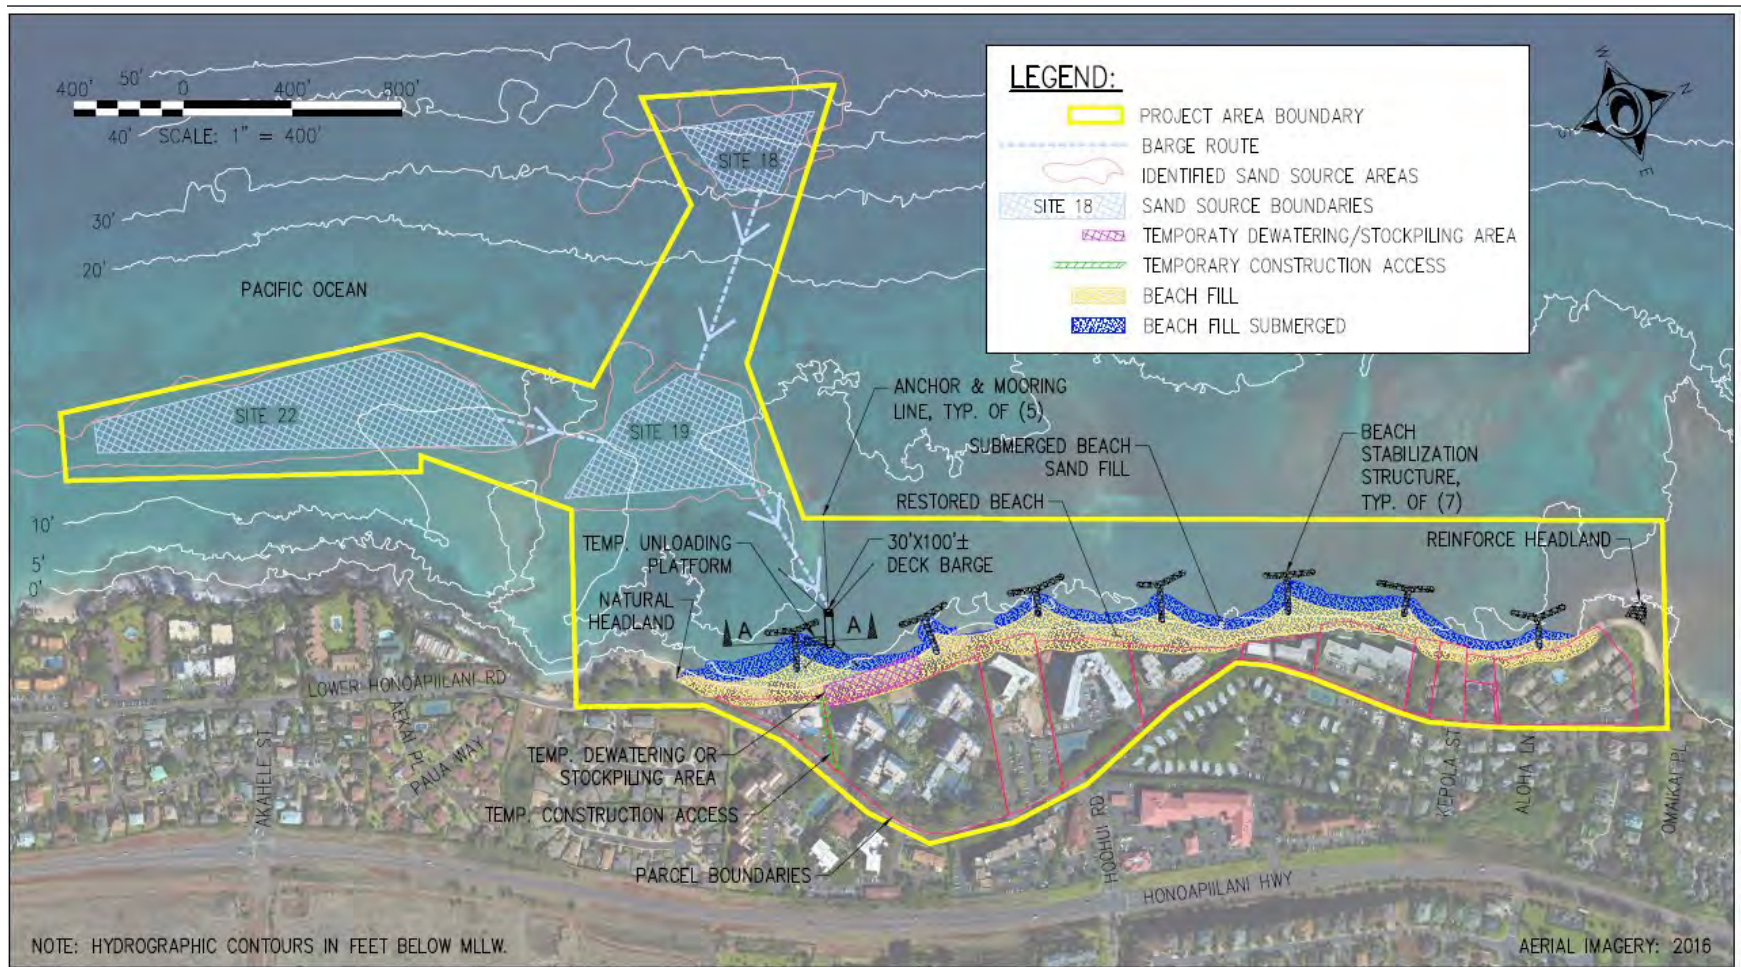 50'
400' 0 400' 800'
40' SCALE: 1" = 400'
30'
20'
10'
5'
0'
PACIFIC OCEAN
SITE 18
SITE 22
SITE 19
LEGEND:
PROJECT AREA BOUNDARY
BARGE ROUTE
IDENTIFIED SAND SOURCE AREAS
SITE 18 SAND SOURCE BOUNDARIES
TEMPORATY DEWATERING/STOCKPILING AREA
TEMPORARY CONSTRUCTION ACCESS
BEACH FILL
BEACH FILL SUBMERGED
W
N
S
E
ANCHOR & MOORING
LINE, TYP. OF (5)
SUBMERGED BEACH
SAND FILL
RESTORED BEACH
BEACH
STABILIZATION
STRUCTURE,
TYP. OF (7)
REINFORCE HEADLAND
TEMP. UNLOADING
PLATFORM
30'X100'±
DECK BARGE
NATURAL
HEADLAND
A A
LOWER HONOAPIILANI RD
AEKAI PL
PAUA WAY
AKAHELE ST
TEMP. DEWATERING OR
STOCKPILING AREA
TEMP. CONSTRUCTION ACCESS
PARCEL BOUNDARIES
HOOHUI RD
HONOAPIILANI HWY
KEPOLA ST
ALOHA LN
OMAIKAI PL
NOTE: HYDROGRAPHIC CONTOURS IN FEET BELOW MLLW.
AERIAL IMAGERY: 2016